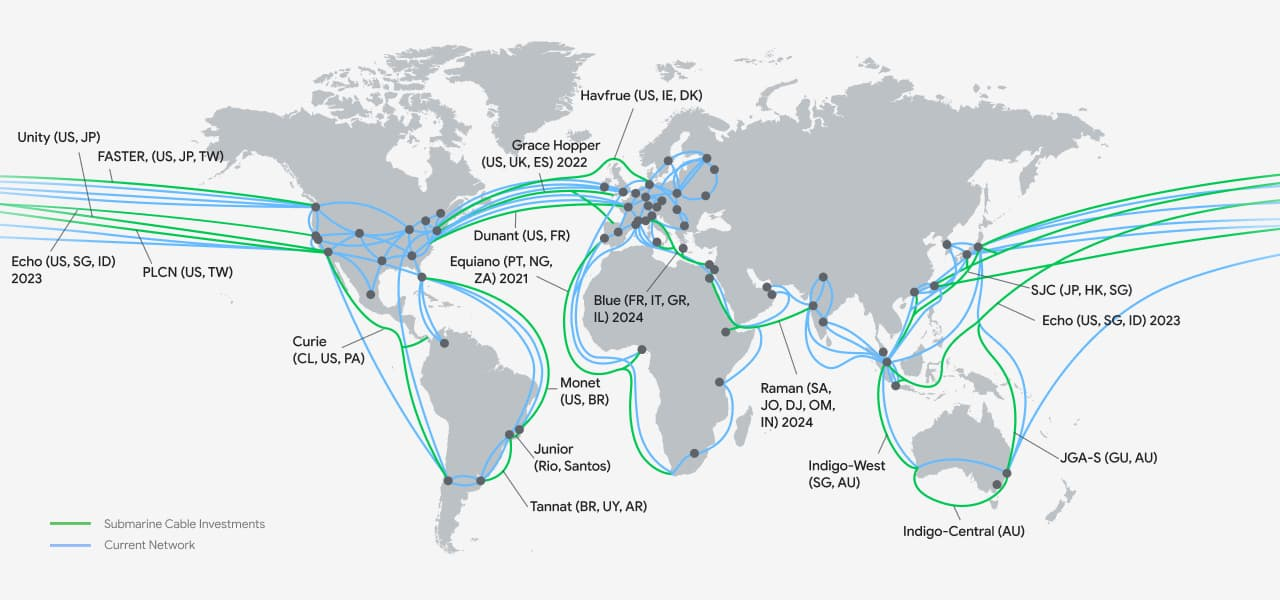 Havfrue (US, IE, DK)
Unity (US, JP)
FASTER, (US, JP, TW)
Grace Hopper
(US, UK, ES) 2022
Dunant (US, FR)
Echo (US, SG, ID)
2023
PLCN (US, TW)
Equiano (PT, NG,
ZA) 2021
Blue (FR, IT, GR,
IL) 2024
SJC (JP, HK, SG)
Echo (US, SG, ID) 2023
Curie
(CL, US, PA)
Monet
(US, BR)
Raman (SA,
JO, DJ, OM,
IN) 2024
Junior
(Rio, Santos)
Indigo-West
(SG, AU)
JGA-S (GU, AU)
Tannat (BR, UY, AR)
Indigo-Central (AU)
Submarine Cable Investments
Current Network